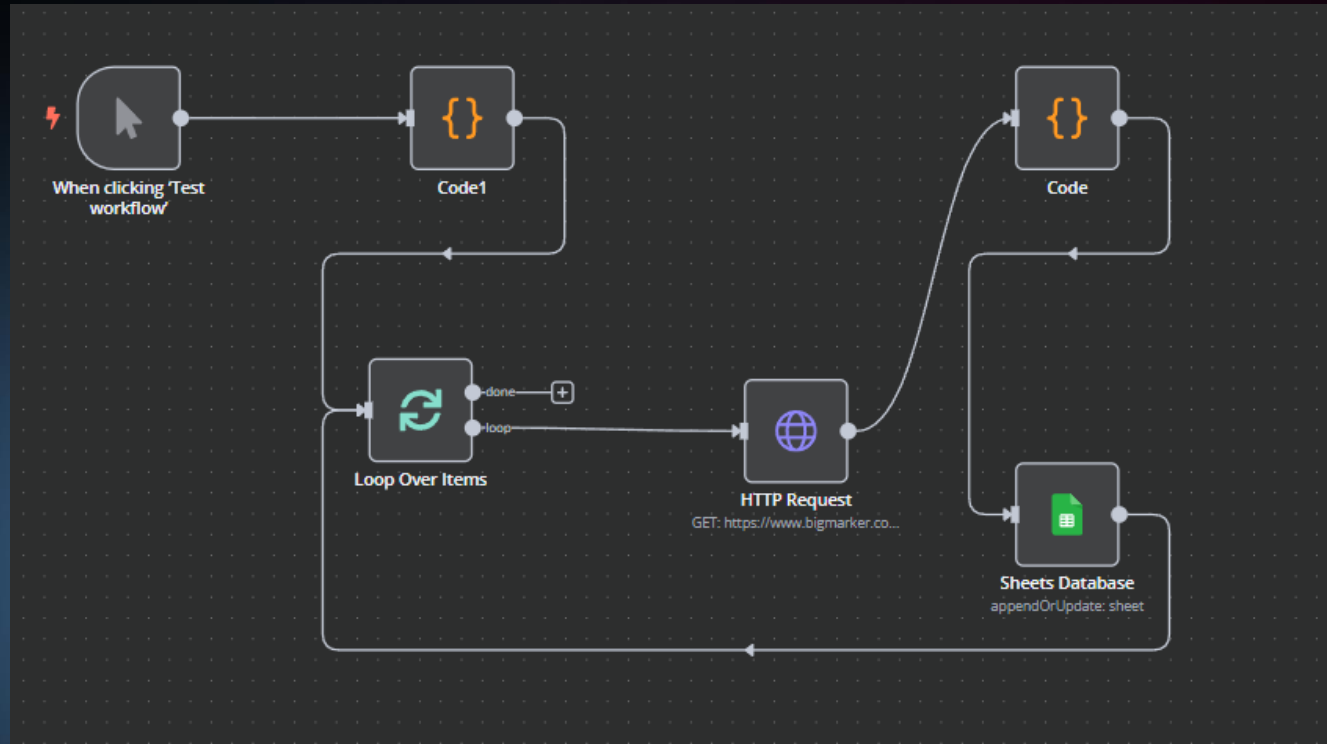 When clicking ‘Test
workflow’
Code1
Code
done
loop
Loop Over Items
HTTP Request
GET: https://www.bigmarker.co...
Sheets Database
appendOrUpdate: sheet